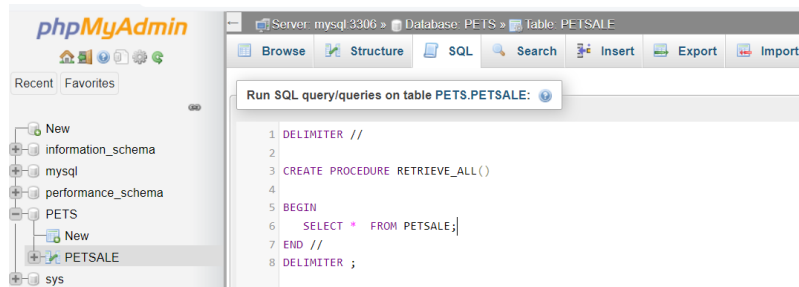 phpMyAdmin
Recent Favorites
New
information_schema
mysql
performance_schema
PETS
New
PETSALE
sys
Server: mysql:3306 » Database: PETS » Table: PETSALE
Browse Structure SQL Search Insert Export Import
Run SQL query/queries on table PETS.PETSALE:
1 DELIMITER //
2
3 CREATE PROCEDURE RETRIEVE_ALL()
4
5 BEGIN
6 SELECT * FROM PETSALE;
7 END //
8 DELIMITER ;